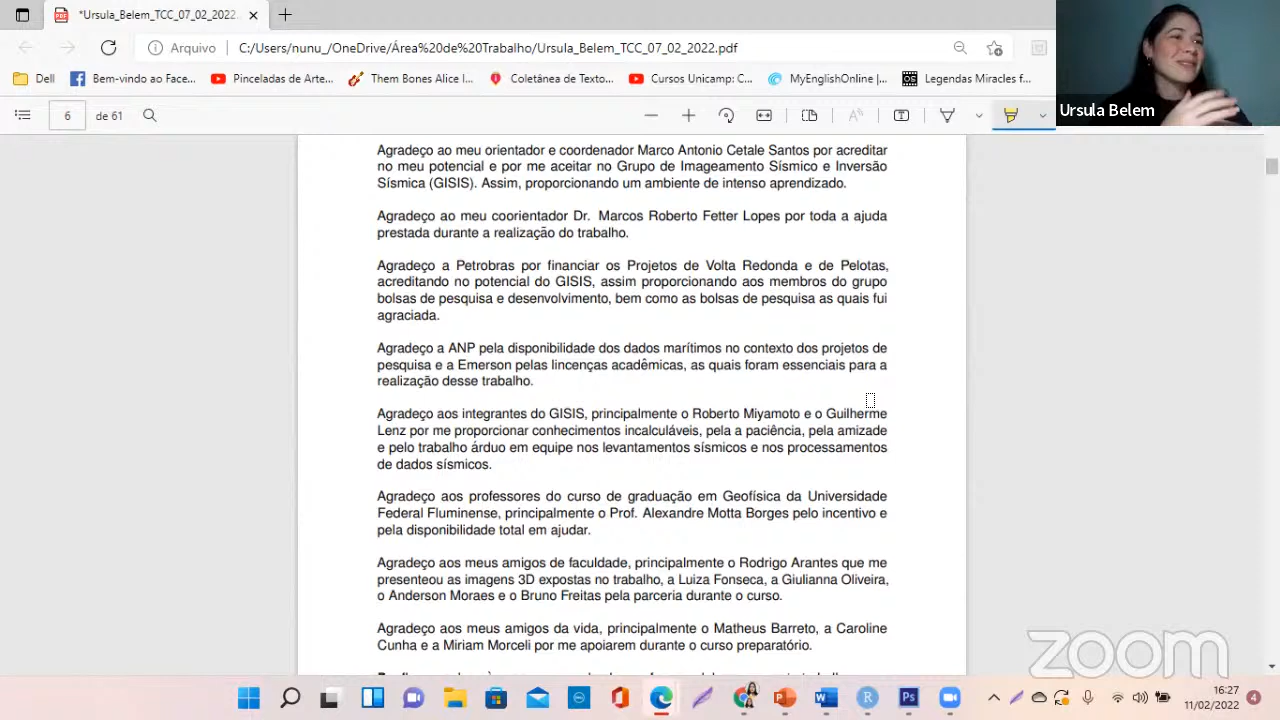 *Ursula_Belem_TCC_07_02_2022.
Arquivo
C:/Users/nunu_/OneDrive/Área%20de%20Trabalho/Ursula_Belem_TCC_07_02_2022.pdf
Dell
Bem-vindo ao Face...
Pinceladas de Arte...
Them Bones Alice I...
Coletânea de Texto...
Cursos Unicamp: C...
MyEnglishOnline |...
Legendas Miracles f...
Ursula Belem
6 de 61
Agradeço ao meu orientador e coordenador Marco Antonio Cetale Santos por acreditar
no meu potencial e por me aceitar no Grupo de Imageamento Sísmico e Inversão
Sísmica (GISIS). Assim, proporcionando um ambiente de intenso aprendizado.
Agradeço ao meu coorientador Dr. Marcos Roberto Fetter Lopes por toda a ajuda
prestada durante a realização do trabalho.
Agradeço a Petrobras por financiar os Projetos de Volta Redonda e de Pelotas,
acreditando no potencial do GISIS, assim proporcionando aos membros do grupo
bolsas de pesquisa e desenvolvimento, bem como as bolsas de pesquisa as quais fui
agraciada.
Agradeço a ANP pela disponibilidade dos dados marítimos no contexto dos projetos de
pesquisa e a Emerson pelas lincenças acadêmicas, as quais foram essenciais para a
realização desse trabalho.
Agradeço aos integrantes do GISIS, principalmente o Roberto Miyamoto e o Guilherme
Lenz por me proporcionar conhecimentos incalculáveis, pela a paciência, pela amizade
e pelo trabalho árduo em equipe nos levantamentos sísmicos e nos processamentos
de dados sísmicos.
Agradeço aos professores do curso de graduação em Geofísica da Universidade
Federal Fluminense, principalmente o Prof. Alexandre Motta Borges pelo incentivo e
pela disponibilidade total em ajudar.
Agradeço aos meus amigos de faculdade, principalmente o Rodrigo Arantes que me
presenteou as imagens 3D expostas no trabalho, a Luiza Fonseca, a Giulianna Oliveira,
o Anderson Moraes e o Bruno Freitas pela parceria durante o curso.
Agradeço aos meus amigos da vida, principalmente o Matheus Barreto, a Caroline
Cunha e a Miriam Morceli por me apoiarem durante o curso preparatório.
zoom
16:27
11/02/2022
4